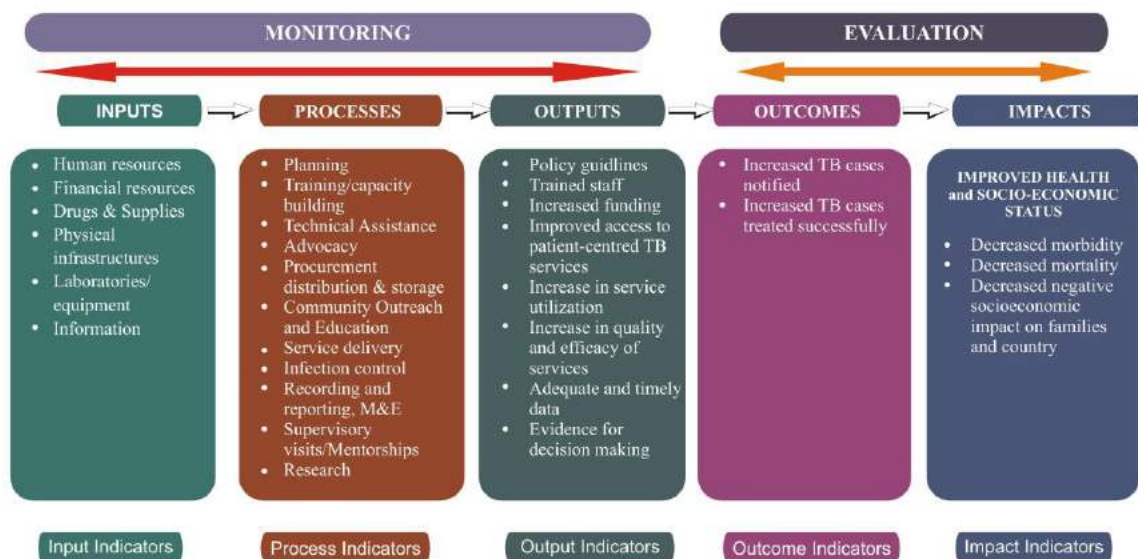 MONITORING
EVALUATION
INPUTS
PROCESSES
OUTPUTS
OUTCOMES
IMPACTS
• Human resources
• Financial resources
• Drugs & Supplies
• Physical
infrastructures
• Laboratories/
equipment
• Information
• Planning
• Training/capacity
building
• Technical Assistance
• Advocacy
• Procurement
distribution & storage
• Community Outreach
and Education
• Service delivery
• Infection control
• Recording and
reporting, M&E
• Supervisory
visits/Mentorships
• Research
• Policy guidlines
• Trained staff
• Increased funding
• Improved access to
patient-centred TB
services
• Increase in service
utilization
• Increase in quality
and efficacy of
services
• Adequate and timely
data
• Evidence for
decision making
• Increased TB cases
notified
• Increased TB cases
treated successfully
IMPROVED HEALTH
and SOCIO-ECONOMIC
STATUS
• Decreased morbidity
• Decreased mortality
• Decreased negative
socioeconomic
impact on families
and country
Input Indicators
Process Indicators
Output Indicators
Outcome Indicators
Impact Indicators